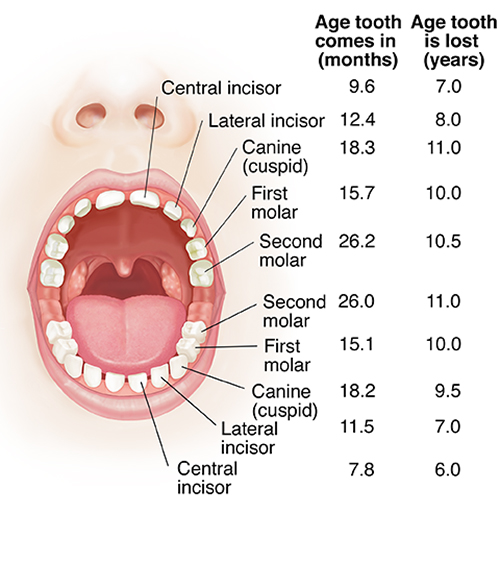 Age tooth comes in (months) Age tooth is lost (years)
Central incisor 9.6 7.0
Lateral incisor 12.4 8.0
Canine (cuspid) 18.3 11.0
First molar 15.7 10.0
Second molar 26.2 10.5
Second molar 26.0 11.0
First molar 15.1 10.0
Canine (cuspid) 18.2 9.5
Lateral incisor 11.5 7.0
Central incisor 7.8 6.0